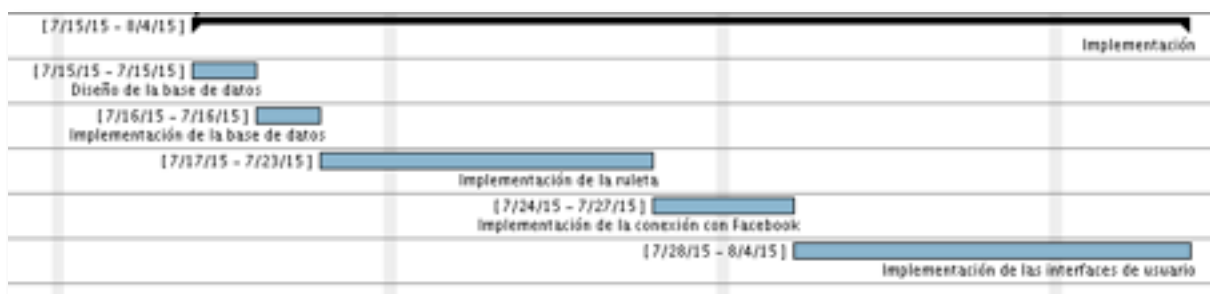 [7/15/15 - 8/4/15]
Implementación
[7/15/15 - 7/15/15]
Diseño de la base de datos
[7/16/15 - 7/16/15]
Implementación de la base de datos
[7/17/15 - 7/23/15]
Implementación de la ruleta
[7/24/15 - 7/27/15]
Implementación de la conexión con Facebook
[7/28/15 - 8/4/15]
Implementación de las interfaces de usuario